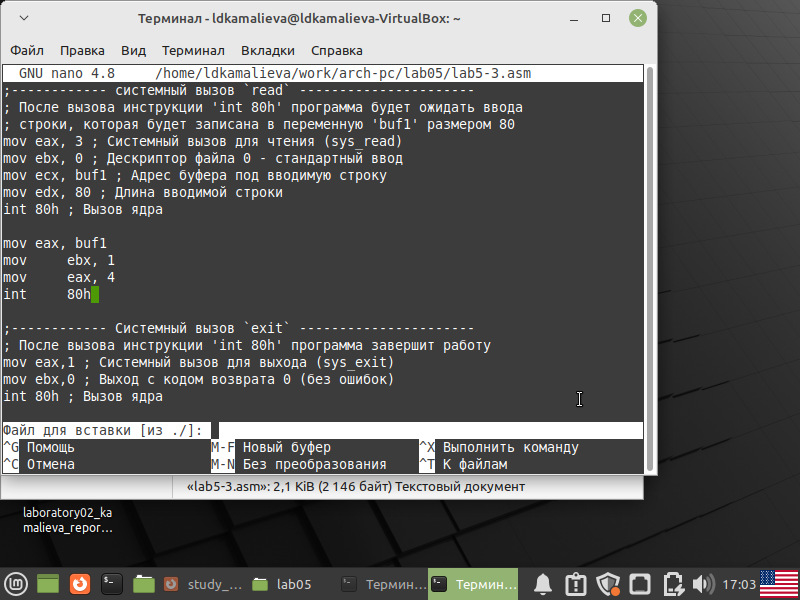 Терминал - ldkamalieva@ldkamalieva-VirtualBox: ~
Файл Правка Вид Терминал Вкладки Справка
GNU nano 4.8 /home/ldkamalieva/work/arch-pc/lab05/lab5-3.asm
;------------ системный вызов `read` ----------------------
; После вызова инструкции 'int 80h' программа будет ожидать ввода
; строки, которая будет записана в переменную 'buf1' размером 80
mov eax, 3 ; Системный вызов для чтения (sys_read)
mov ebx, 0 ; Дескриптор файла 0 - стандартный ввод
mov ecx, buf1 ; Адрес буфера под вводимую строку
mov edx, 80 ; Длина вводимой строки
int 80h ; Вызов ядра
mov eax, buf1
mov ebx, 1
mov eax, 4
int 80h
;------------ Системный вызов `exit` ----------------------
; После вызова инструкции 'int 80h' программа завершит работу
mov eax,1 ; Системный вызов для выхода (sys_exit)
mov ebx,0 ; Выход с кодом возврата 0 (без ошибок)
int 80h ; Вызов ядра
Файл для вставки [из ./]:
^G Помощь M-F Новый буфер ^X Выполнить команду
^C Отмена M-N Без преобразования ^T К файлам
«lab5-3.asm»: 2,1 KiB (2 146 байт) Текстовый документ
laboratory02_ka
malieva_repor...
study_... lab05 Термин... Термин... 17:03